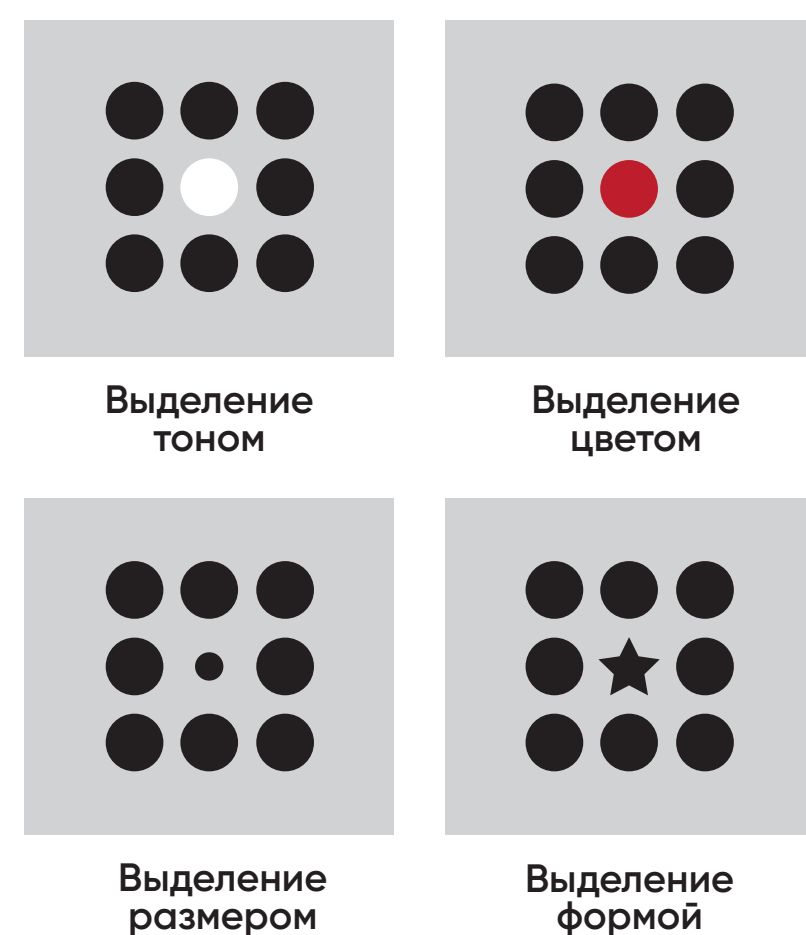 Выделение
тоном
Выделение
цветом
Выделение
размером
Выделение
формой